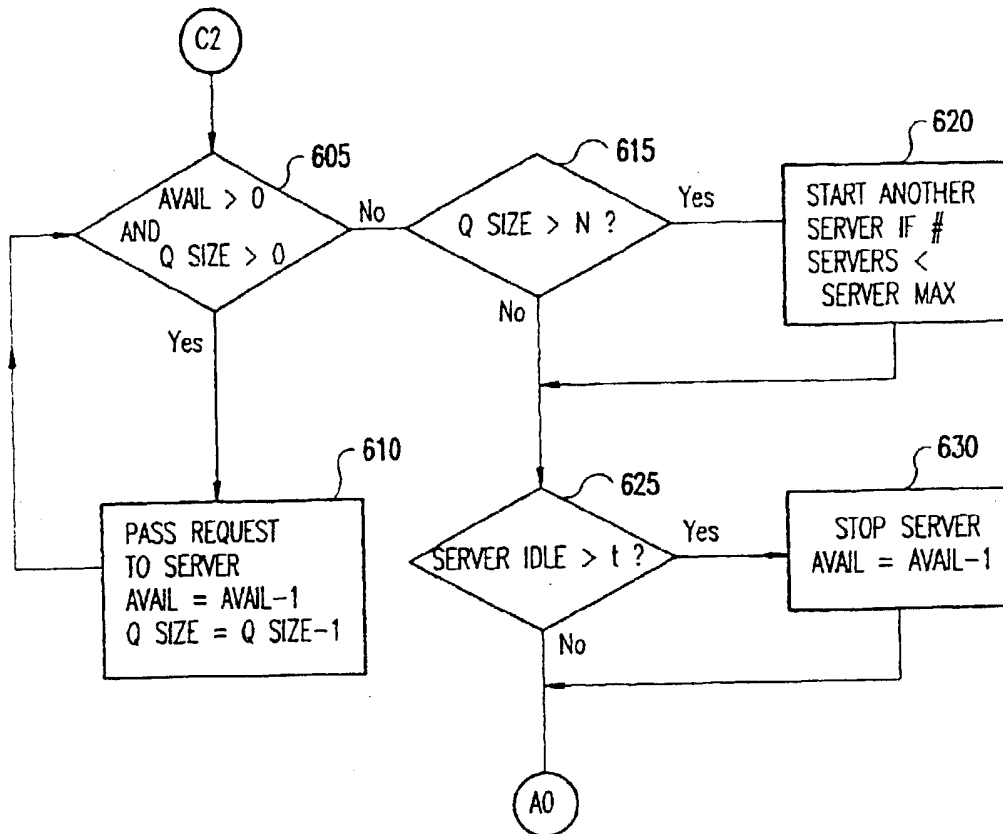 C2
605
AVAIL > 0
AND
Q SIZE > 0
No
Yes
615
Q SIZE > N ?
Yes
No
620
START ANOTHER
SERVER IF #
SERVERS <
SERVER MAX
610
PASS REQUEST
TO SERVER
AVAIL = AVAIL-1
Q SIZE = Q SIZE-1
625
SERVER IDLE > t ?
Yes
No
630
STOP SERVER
AVAIL = AVAIL-1
A0